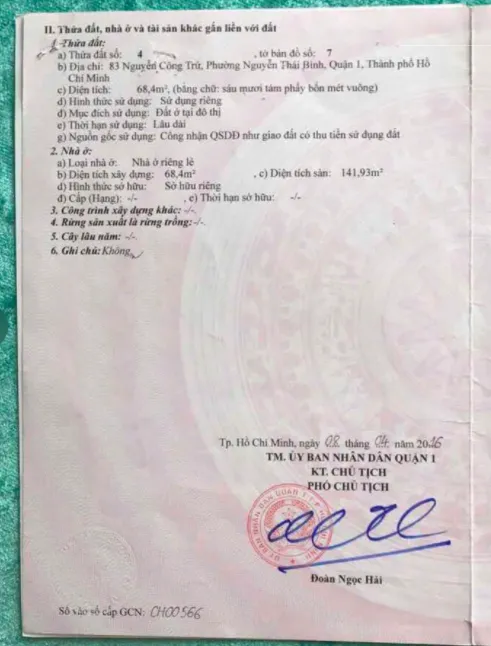 II. Thửa đất, nhà ở và tài sản khác gắn liền với đất
1. Thửa đất:
a) Thửa đất số: 4 , tờ bản đồ số: 7
b) Địa chỉ: 83 Nguyễn Công Trứ, Phường Nguyễn Thái Bình, Quận 1, Thành phố Hồ
Chí Minh
c) Diện tích: 68,4m², (bằng chữ: sáu mươi tám phẩy bốn mét vuông)
d) Hình thức sử dụng: Sử dụng riêng
đ) Mục đích sử dụng: Đất ở tại đô thị
e) Thời hạn sử dụng: Lâu dài
g) Nguồn gốc sử dụng: Công nhận QSDĐ như giao đất có thu tiền sử dụng đất
2. Nhà ở:
a) Loại nhà ở: Nhà ở riêng lẻ
b) Diện tích xây dựng: 68,4m² , c) Diện tích sàn: 141,93m²
d) Hình thức sở hữu: Sở hữu riêng
đ) Cấp (Hạng): -/- , e) Thời hạn sở hữu: -/-
3. Công trình xây dựng khác: -/-
4. Rừng sản xuất là rừng trồng: -/-
5. Cây lâu năm: -/-
6. Ghi chú: Không
Tp. Hồ Chí Minh, ngày 08 tháng 04 năm 2016
TM. ỦY BAN NHÂN DÂN QUẬN 1
KT. CHỦ TỊCH
PHÓ CHỦ TỊCH
ỦY BAN NHÂN DÂN QUẬN 1
Đoàn Ngọc Hải
Số vào sổ cấp GCN: CH00566